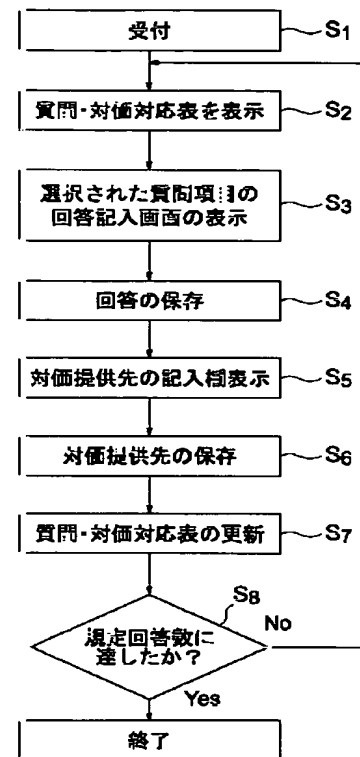 受付
S1
質問・対価対応表を表示
S2
選択された質問項目の
回答記入画面の表示
S3
回答の保存
S4
対価提供先の記入欄表示
S5
対価提供先の保存
S6
質問・対価対応表の更新
S7
S8
規定回答数に
達したか？
No
Yes
終了